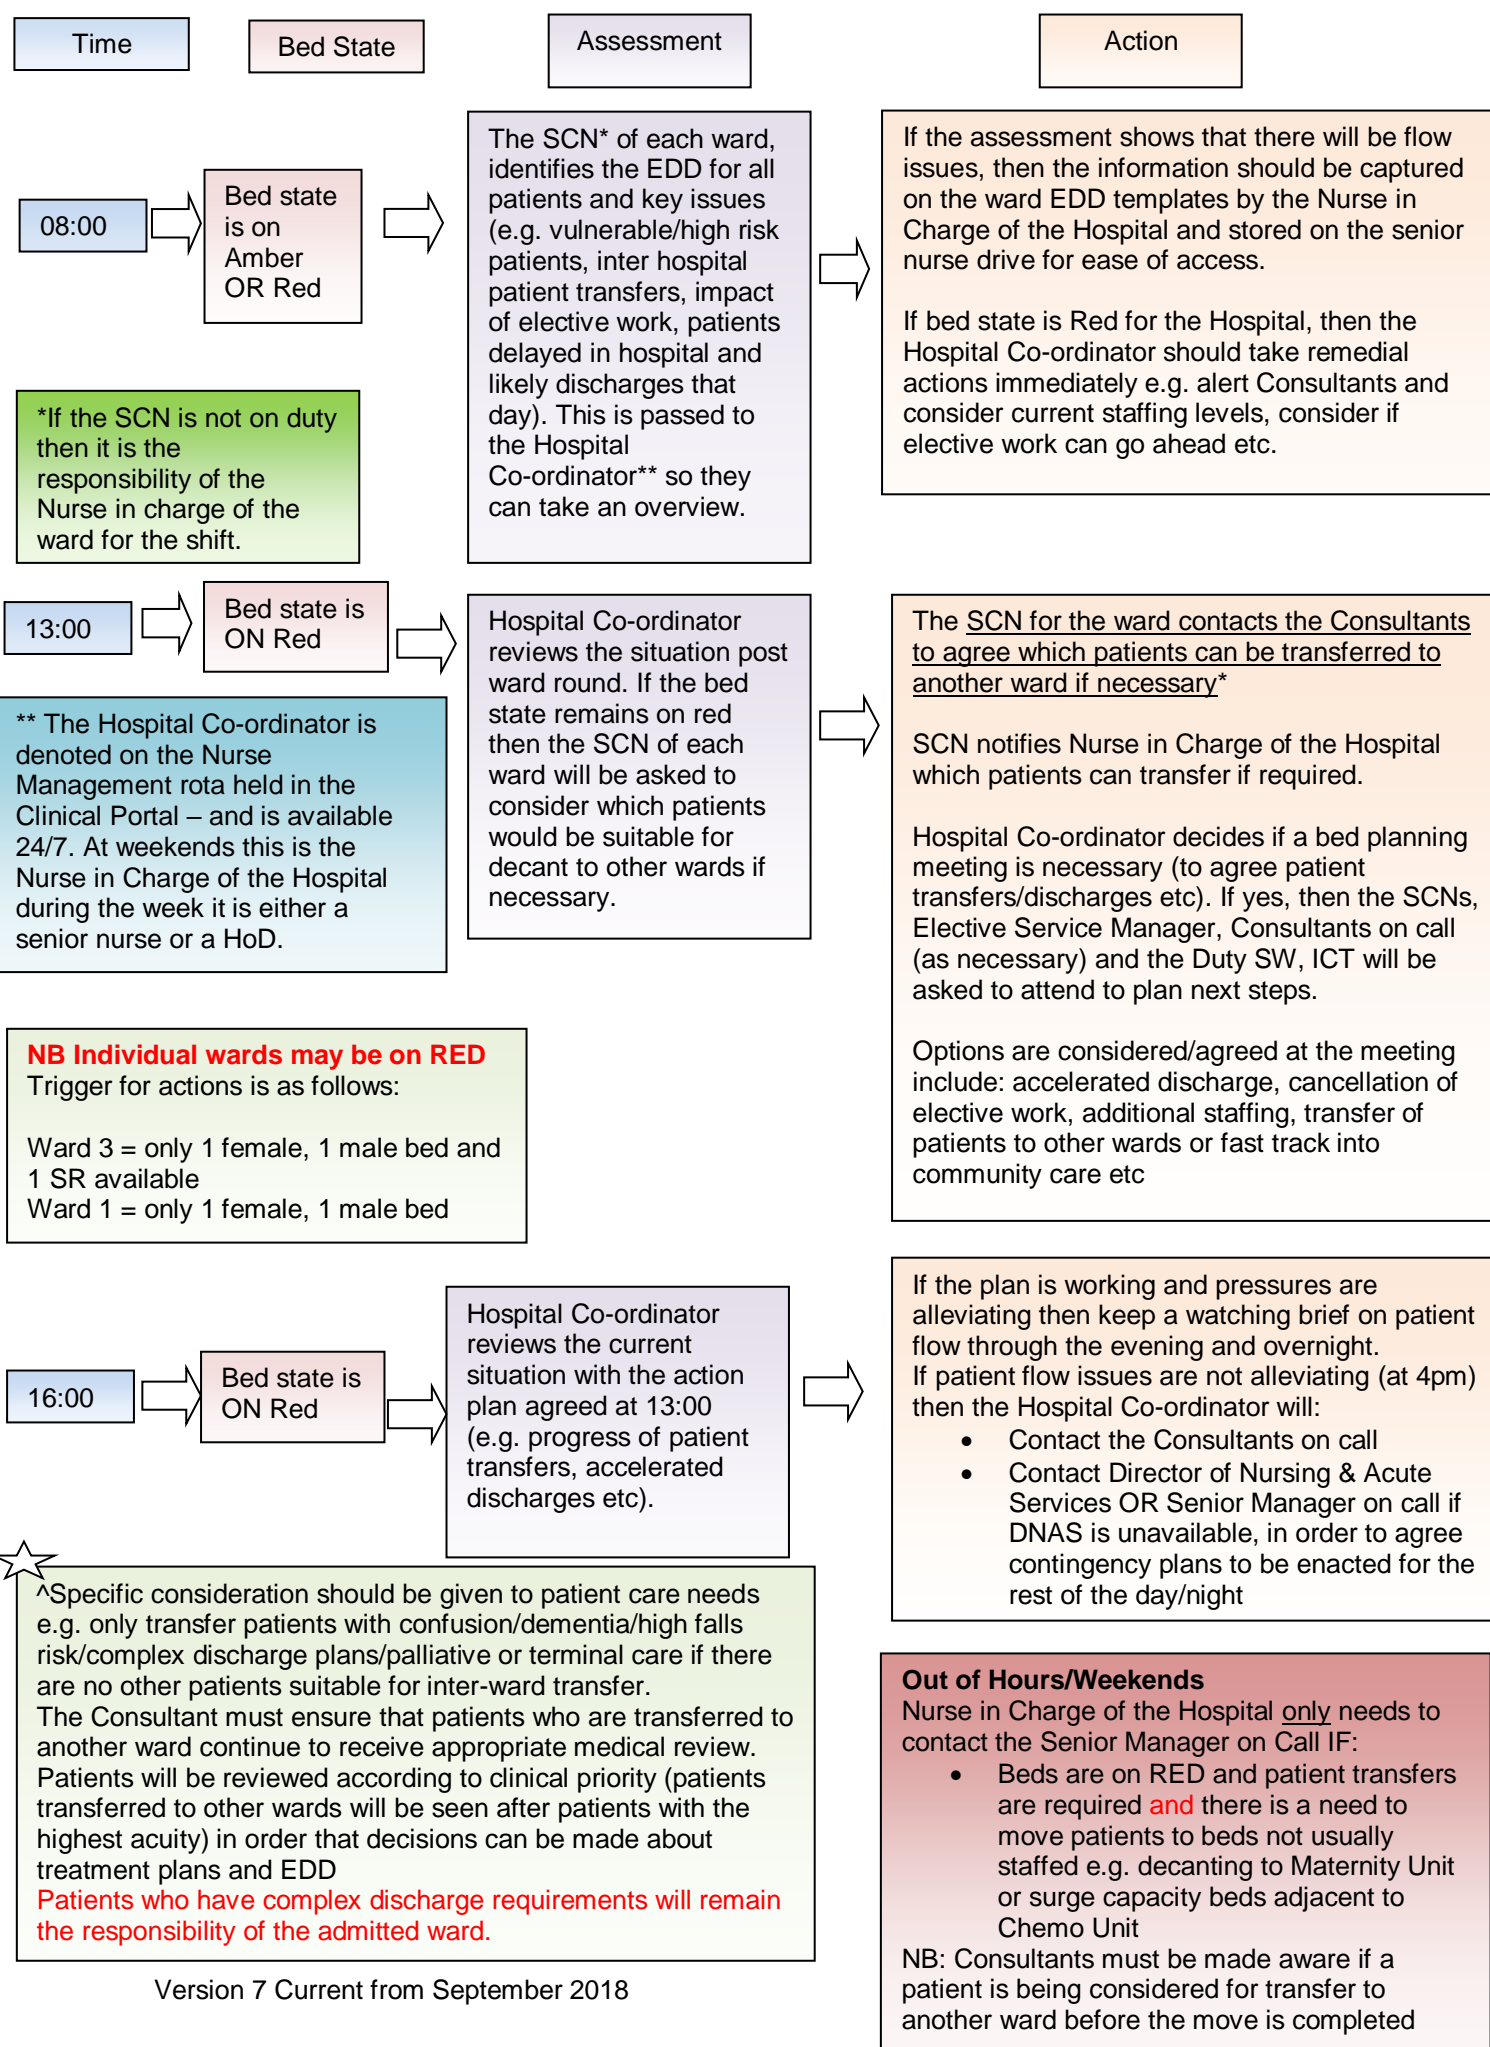 Time
Bed State
Assessment
Action
08:00
Bed state
is on
Amber
OR Red
The SCN* of each ward,
identifies the EDD for all
patients and key issues
(e.g. vulnerable/high risk
patients, inter hospital
patient transfers, impact
of elective work, patients
delayed in hospital and
likely discharges that
day). This is passed to
the Hospital
Co-ordinator** so they
can take an overview.
If the assessment shows that there will be flow
issues, then the information should be captured
on the ward EDD templates by the Nurse in
Charge of the Hospital and stored on the senior
nurse drive for ease of access.
If bed state is Red for the Hospital, then the
Hospital Co-ordinator should take remedial
actions immediately e.g. alert Consultants and
consider current staffing levels, consider if
elective work can go ahead etc.
*If the SCN is not on duty
then it is the
responsibility of the
Nurse in charge of the
ward for the shift.
13:00
Bed state is
ON Red
Hospital Co-ordinator
reviews the situation post
ward round. If the bed
state remains on red
then the SCN of each
ward will be asked to
consider which patients
would be suitable for
decant to other wards if
necessary.
The SCN for the ward contacts the Consultants
to agree which patients can be transferred to
another ward if necessary*
SCN notifies Nurse in Charge of the Hospital
which patients can transfer if required.
Hospital Co-ordinator decides if a bed planning
meeting is necessary (to agree patient
transfers/discharges etc). If yes, then the SCNs,
Elective Service Manager, Consultants on call
(as necessary) and the Duty SW, ICT will be
asked to attend to plan next steps.
Options are considered/agreed at the meeting
include: accelerated discharge, cancellation of
elective work, additional staffing, transfer of
patients to other wards or fast track into
community care etc
** The Hospital Co-ordinator is
denoted on the Nurse
Management rota held in the
Clinical Portal – and is available
24/7. At weekends this is the
Nurse in Charge of the Hospital
during the week it is either a
senior nurse or a HoD.
NB Individual wards may be on RED
Trigger for actions is as follows:
Ward 3 = only 1 female, 1 male bed and
1 SR available
Ward 1 = only 1 female, 1 male bed
16:00
Bed state is
ON Red
Hospital Co-ordinator
reviews the current
situation with the action
plan agreed at 13:00
(e.g. progress of patient
transfers, accelerated
discharges etc).
If the plan is working and pressures are
alleviating then keep a watching brief on patient
flow through the evening and overnight.
If patient flow issues are not alleviating (at 4pm)
then the Hospital Co-ordinator will:
• Contact the Consultants on call
• Contact Director of Nursing & Acute
Services OR Senior Manager on call if
DNAS is unavailable, in order to agree
contingency plans to be enacted for the
rest of the day/night
^Specific consideration should be given to patient care needs
e.g. only transfer patients with confusion/dementia/high falls
risk/complex discharge plans/palliative or terminal care if there
are no other patients suitable for inter-ward transfer.
The Consultant must ensure that patients who are transferred to
another ward continue to receive appropriate medical review.
Patients will be reviewed according to clinical priority (patients
transferred to other wards will be seen after patients with the
highest acuity) in order that decisions can be made about
treatment plans and EDD
Patients who have complex discharge requirements will remain
the responsibility of the admitted ward.
Out of Hours/Weekends
Nurse in Charge of the Hospital only needs to
contact the Senior Manager on Call IF:
• Beds are on RED and patient transfers
are required and there is a need to
move patients to beds not usually
staffed e.g. decanting to Maternity Unit
or surge capacity beds adjacent to
Chemo Unit
NB: Consultants must be made aware if a
patient is being considered for transfer to
another ward before the move is completed
Version 7 Current from September 2018